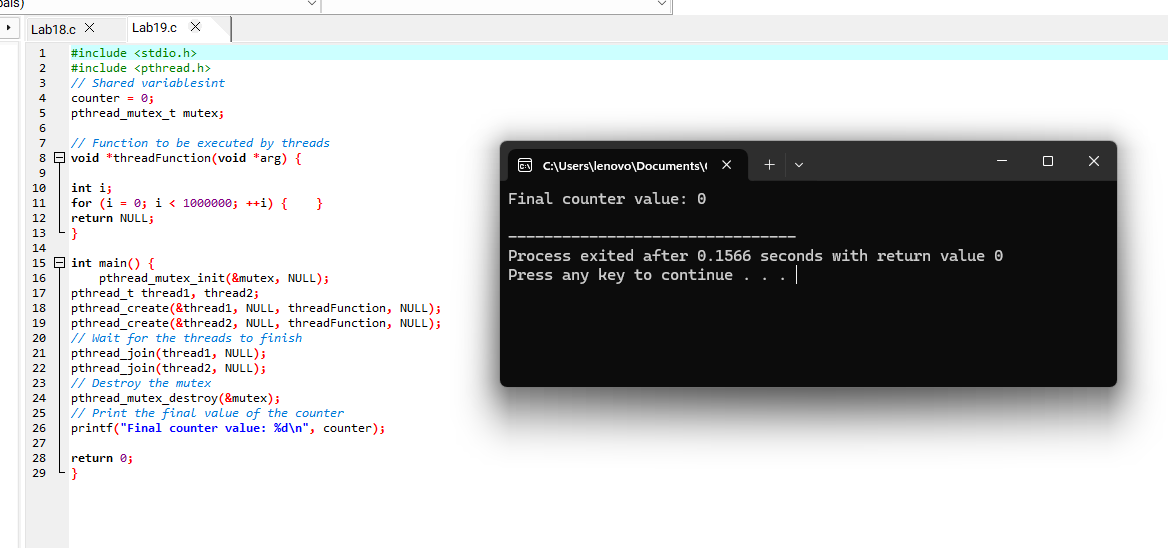 bals)
Lab18.c
Lab19.c
1 #include <stdio.h>
2 #include <pthread.h>
3 // Shared variablesint
4 counter = 0;
5 pthread_mutex_t mutex;
6
7 // Function to be executed by threads
8 void *threadFunction(void *arg) {
9
10 int i;
11 for (i = 0; i < 1000000; ++i) {    }
12 return NULL;
13 }
14
15 int main() {
16     pthread_mutex_init(&mutex, NULL);
17 pthread_t thread1, thread2;
18 pthread_create(&thread1, NULL, threadFunction, NULL);
19 pthread_create(&thread2, NULL, threadFunction, NULL);
20 // Wait for the threads to finish
21 pthread_join(thread1, NULL);
22 pthread_join(thread2, NULL);
23 // Destroy the mutex
24 pthread_mutex_destroy(&mutex);
25 // Print the final value of the counter
26 printf("Final counter value: %d\n", counter);
27
28 return 0;
29 }
C:\Users\lenovo\Documents\
Final counter value: 0
--------------------------------
Process exited after 0.1566 seconds with return value 0
Press any key to continue . . .